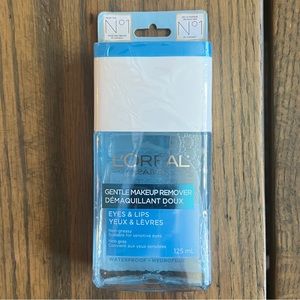 N°1
N°1
L'ORÉAL
PARIS
GENTLE MAKEUP REMOVER
DÉMAQUILLANT DOUX
EYES & LIPS
YEUX & LÈVRES
Non-greasy
Suitable for sensitive eyes
Non gras
Convient aux yeux sensibles
125 mL
WATERPROOF • HYDROFUGE